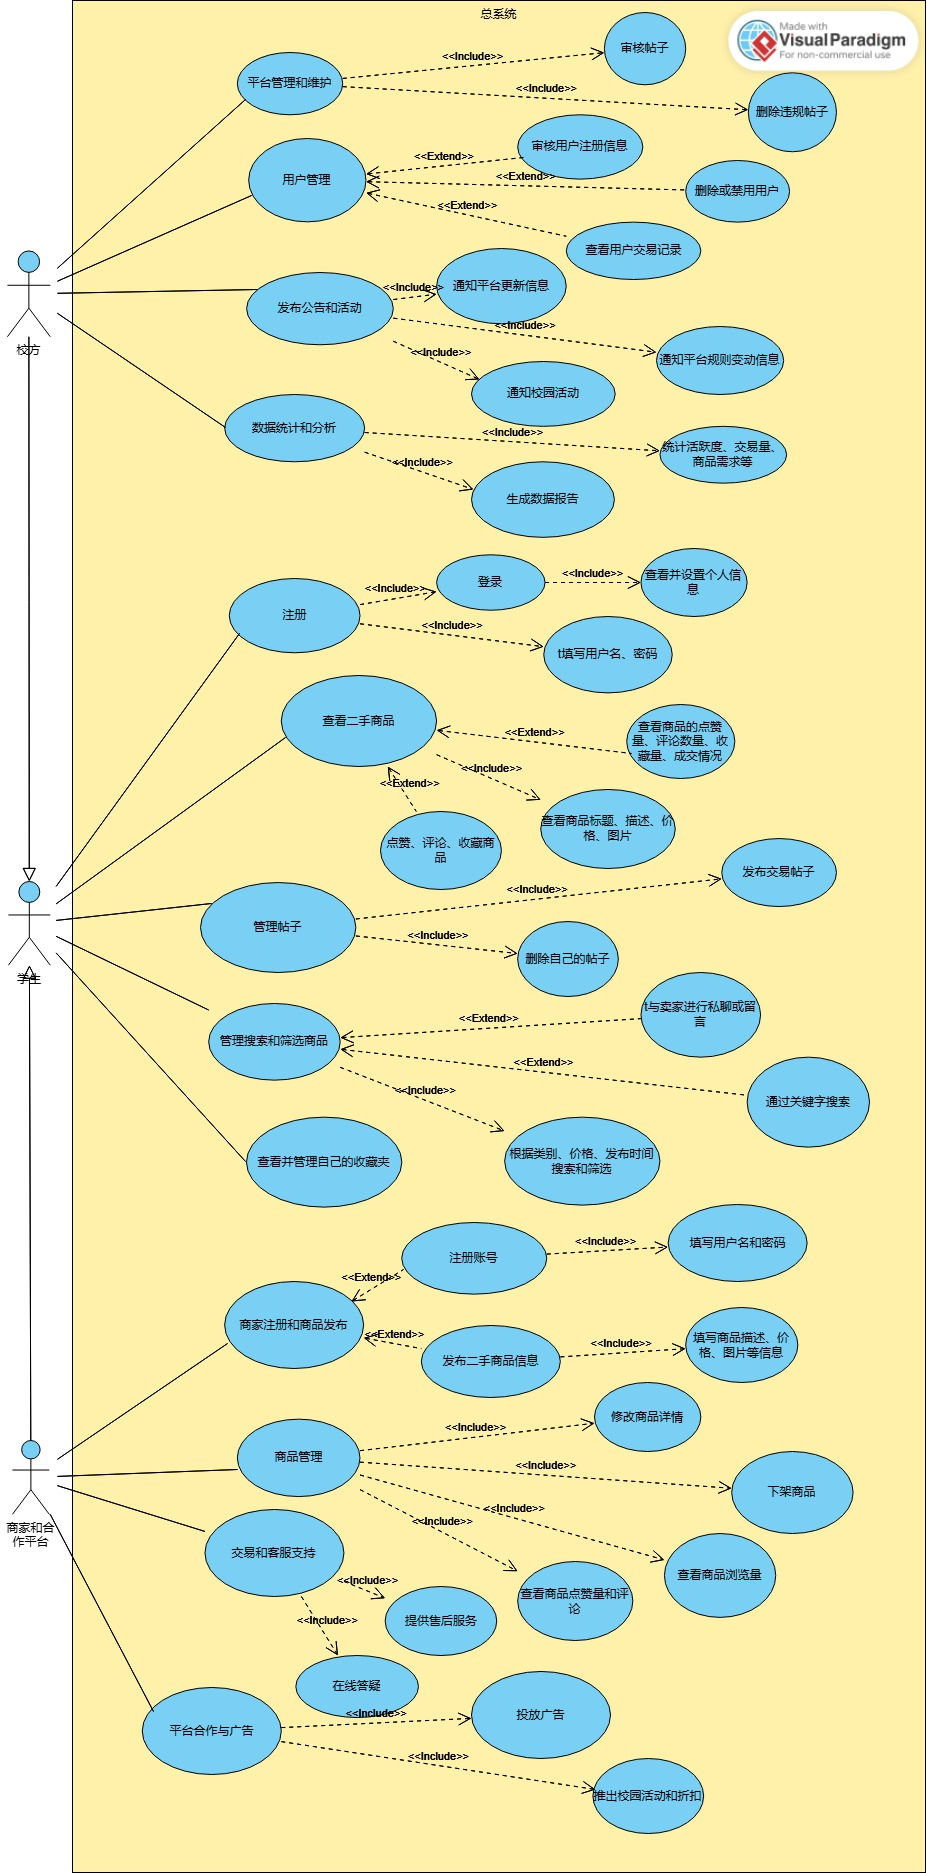 总系统
Made with
Visual Paradigm
For non-commercial use
审核帖子
<<Include>>
平台管理和维护
<<Include>>
删除违规帖子
审核用户注册信息
<<Extend>>
用户管理
<<Extend>>
删除或禁用用户
<<Extend>>
查看用户交易记录
通知平台更新信息
<<Include>>
发布公告和活动
<<Include>>
校方
<<Include>>
通知平台规则变动信息
通知校园活动
数据统计和分析
<<Include>>
统计活跃度、交易量、
商品需求等
<<Include>>
生成数据报告
登录
<<Include>>
查看并设置个人信
息
<<Include>>
注册
<<Include>>
t填写用户名、密码
查看二手商品
<<Extend>>
查看商品的点赞
量、评论数量、收
藏量、成交情况
<<Include>>
<<Extend>>
查看商品标题、描述、价
格、图片
点赞、评论、收藏商
品
发布交易帖子
<<Include>>
管理帖子
<<Include>>
删除自己的帖子
学生
t与卖家进行私聊或留
言
<<Extend>>
管理搜索和筛选商品
<<Extend>>
<<Include>>
通过关键字搜索
根据类别、价格、发布时间
搜索和筛选
查看并管理自己的收藏夹
注册账号
<<Include>>
填写用户名和密码
<<Extend>>
商家注册和商品发布
<<Extend>>
发布二手商品信息
<<Include>>
填写商品描述、价
格、图片等信息
修改商品详情
<<Include>>
商品管理
<<Include>>
下架商品
<<Include>>
<<Include>>
商家和合
作平台
交易和客服支持
查看商品浏览量
<<Include>>
查看商品点赞量和评
论
提供售后服务
<<Include>>
在线答疑
<<Include>>
投放广告
平台合作与广告
<<Include>>
推出校园活动和折扣